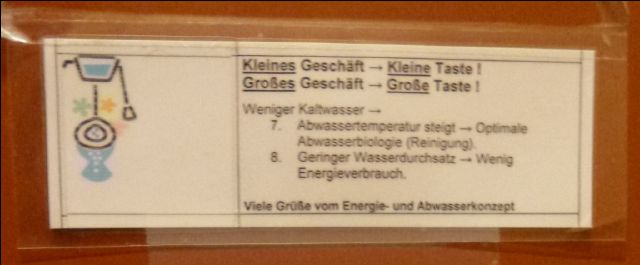 Kleines Geschäft → Kleine Taste !
Großes Geschäft → Große Taste !
Weniger Kaltwasser →
7. Abwassertemperatur steigt → Optimale
Abwasserbiologie (Reinigung).
8. Geringer Wasserdurchsatz → Wenig
Energieverbrauch.
Viele Grüße vom Energie- und Abwasserkonzept